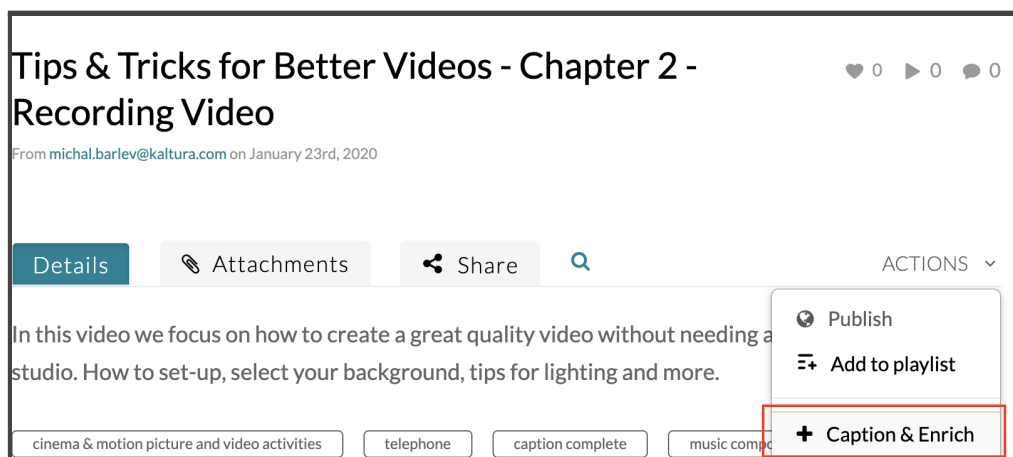 Tips & Tricks for Better Videos - Chapter 2 -
Recording Video
0 0 0
From michal.barlev@kaltura.com on January 23rd, 2020
Details Attachments Share ACTIONS
Publish
In this video we focus on how to create a great quality video without needing a
Add to playlist
studio. How to set-up, select your background, tips for lighting and more.
Caption & Enrich
cinema & motion picture and video activities telephone caption complete music